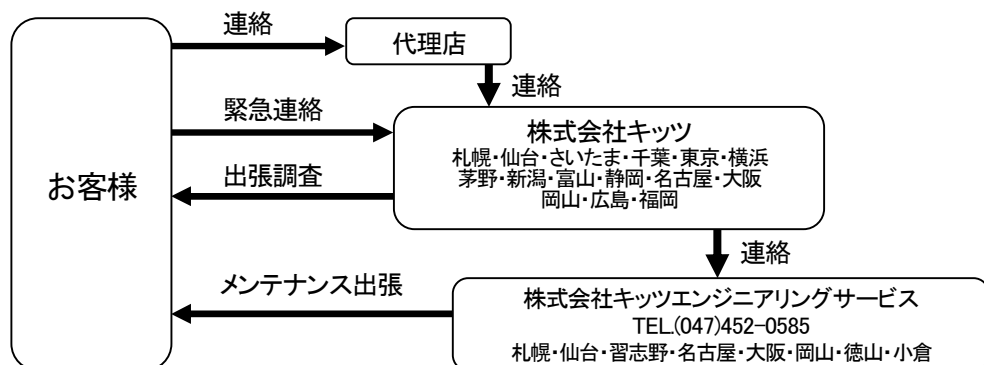 連絡
代理店
連絡
緊急連絡
株式会社キッツ
札幌・仙台・さいたま・千葉・東京・横浜
茅野・新潟・富山・静岡・名古屋・大阪
岡山・広島・福岡
お客様
出張調査
連絡
メンテナンス出張
株式会社キッツエンジニアリングサービス
TEL.(047)452-0585
札幌・仙台・習志野・名古屋・大阪・岡山・徳山・小倉